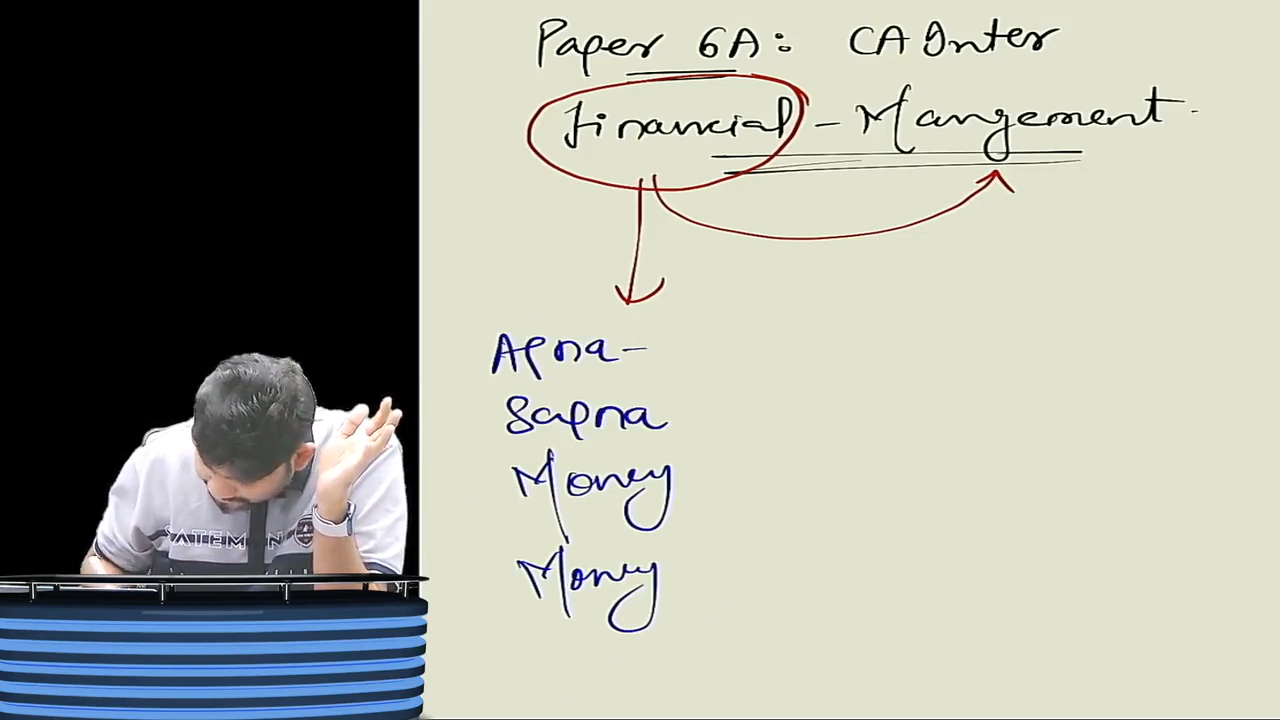 Paper 6A: CA Inter
Financial - Mangement.
Apna -
Sapna
Money
Money